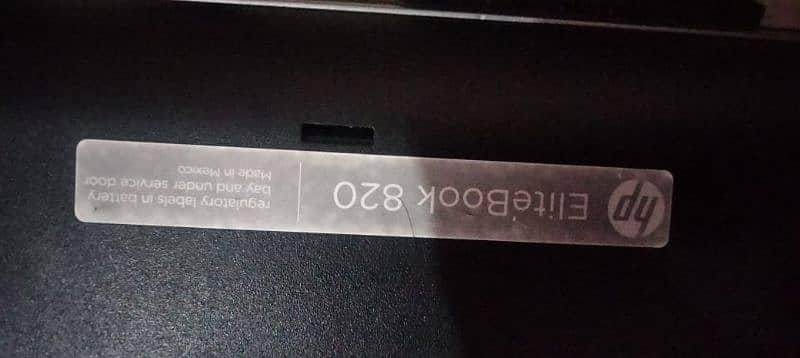 hp EliteBook 820
regulatory labels in battery
bay and under service door
Made in Mexico